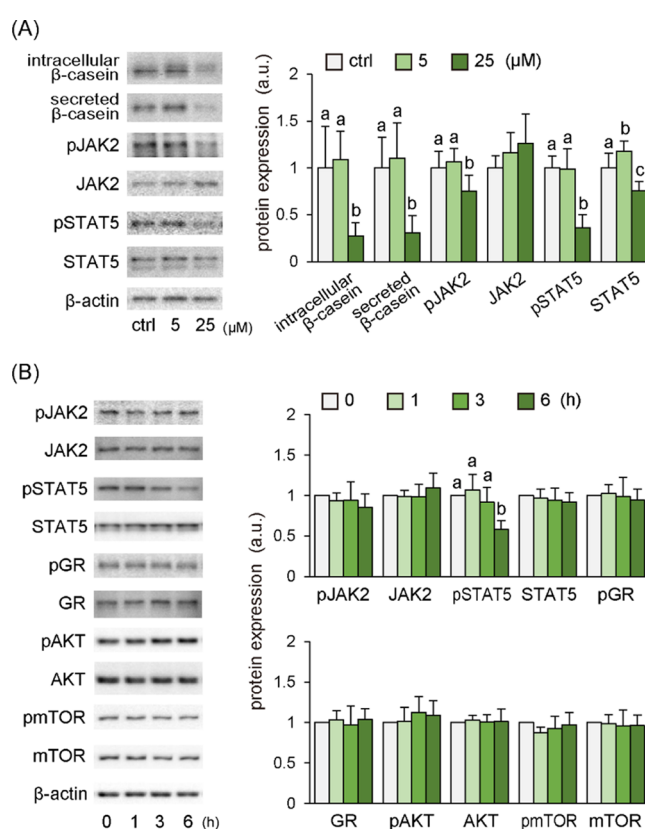 (A)
intracellular
β-casein
secreted
β-casein
pJAK2
JAK2
pSTAT5
STAT5
β-actin
ctrl 5 25 (μM)
ctrl 5 25 (μM)
protein expression (a.u.)
2
1.5
1
0.5
0
a a b
a a b
a a b
a a b
a b c
intracellular
β-casein
secreted
β-casein
pJAK2
JAK2
pSTAT5
STAT5
(B)
pJAK2
JAK2
pSTAT5
STAT5
pGR
GR
pAKT
AKT
pmTOR
mTOR
β-actin
0 1 3 6 (h)
0 1 3 6 (h)
protein expression (a.u.)
2
1.5
1
0.5
0
a a a b
pJAK2 JAK2 pSTAT5 STAT5 pGR
2
1.5
1
0.5
0
GR pAKT AKT pmTOR mTOR